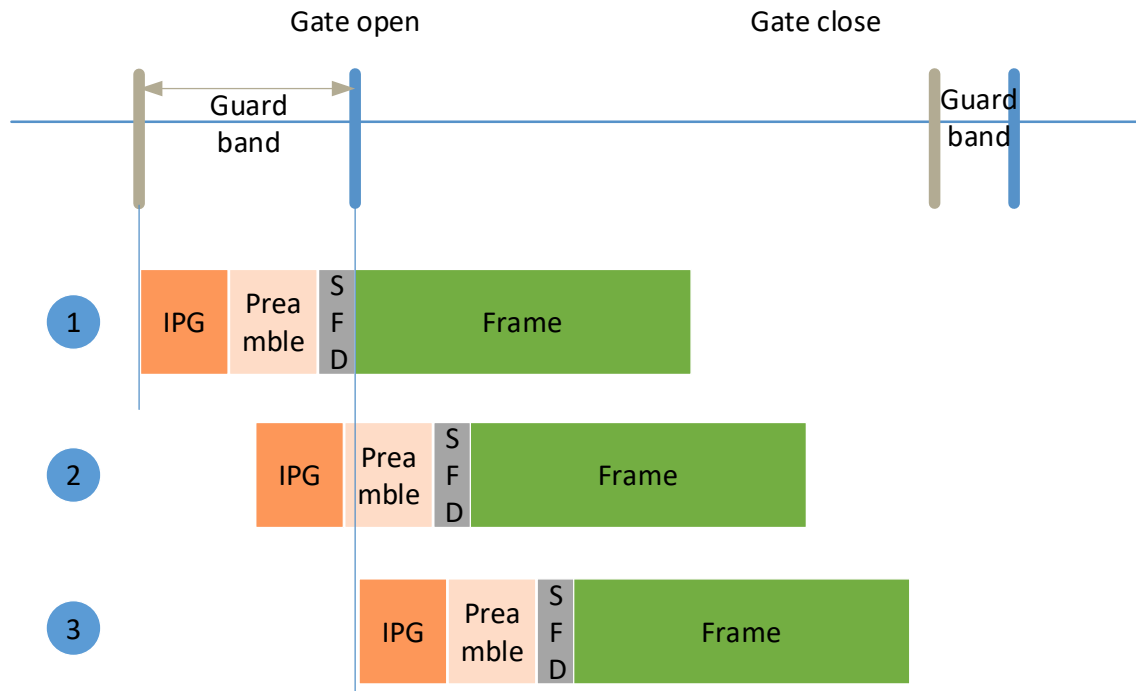 Gate open
Gate close
Guard
band
Guard
band
1
IPG
Prea
mble
S
F
D
Frame
2
IPG
Prea
mble
S
F
D
Frame
3
IPG
Prea
mble
S
F
D
Frame